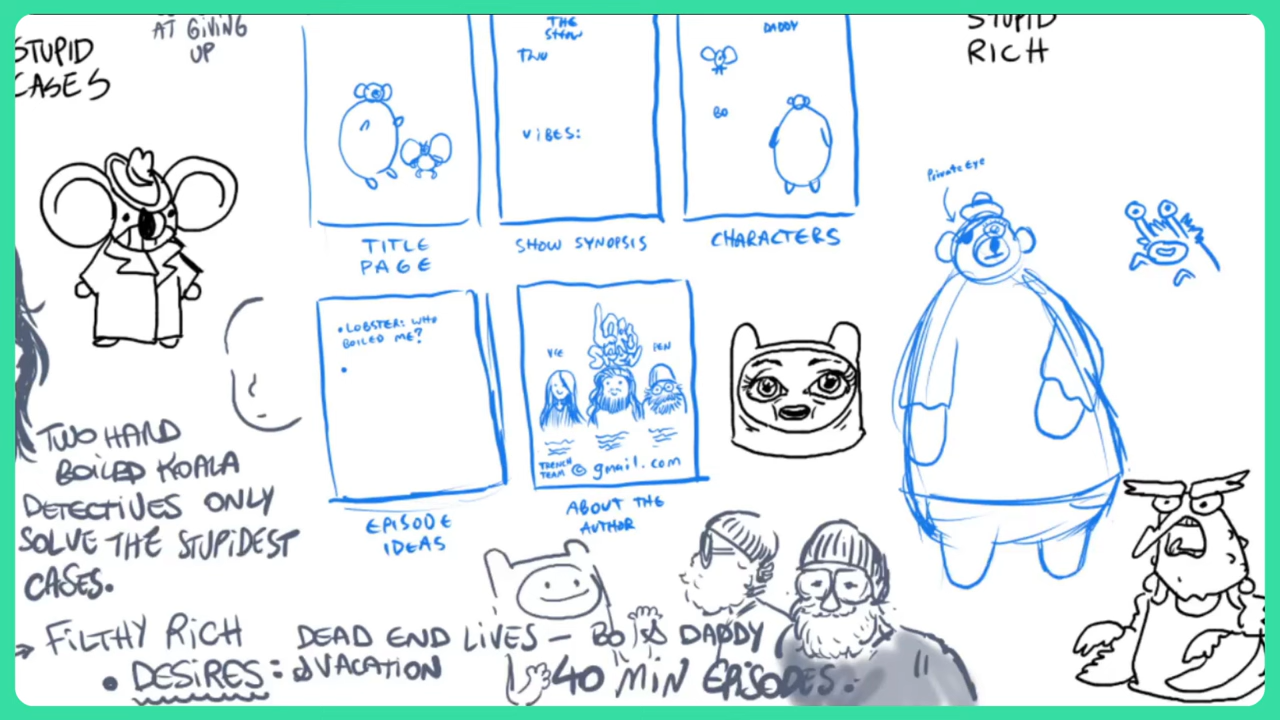 AT GIVING
UP
STUPID
CASES
THE
SHOW
TWO
VIBES:
DADDY
BO
STUPID
RICH
Private Eye
TITLE
PAGE
SHOW SYNOPSIS
CHARACTERS
• LOBSTER: WHO
BOILED ME?
•
VIE
BEN
TRENCH
TEAM @ gmail.com
EPISODE
IDEAS
ABOUT THE
AUTHOR
TWO HARD
BOILED KOALA
DETECTIVES ONLY
SOLVE THE STUPIDEST
CASES.
→ FILTHY RICH
• DESIRES:
DEAD END LIVES – BO IS A DADDY
VACATION
40 MIN EPISODES.